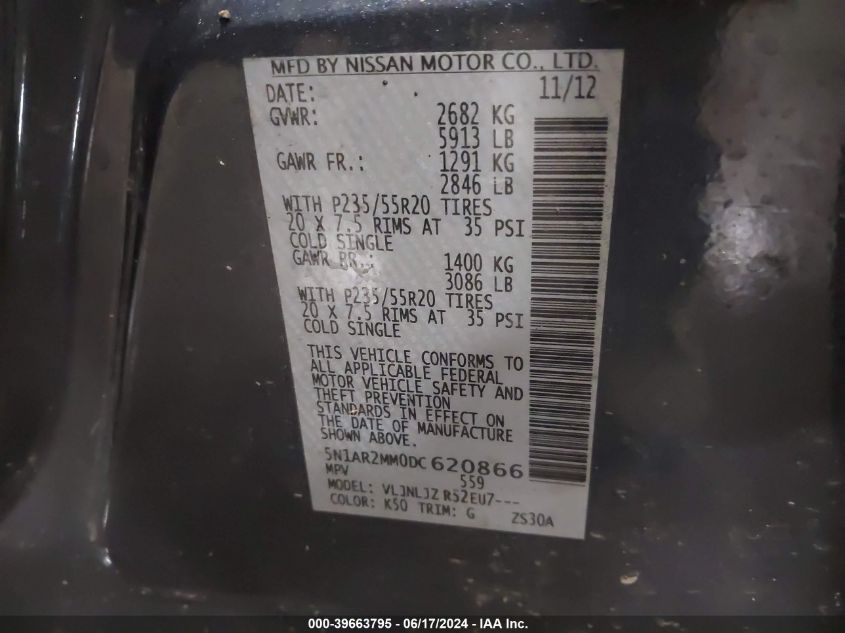 MFD BY NISSAN MOTOR CO., LTD.
DATE: 11/12
GVWR: 2682 KG
5913 LB
GAWR FR.: 1291 KG
2846 LB
WITH P235/55R20 TIRES
20 X 7.5 RIMS AT 35 PSI
COLD SINGLE
GAWR RR.: 1400 KG
3086 LB
WITH P235/55R20 TIRES
20 X 7.5 RIMS AT 35 PSI
COLD SINGLE
THIS VEHICLE CONFORMS TO
ALL APPLICABLE FEDERAL
MOTOR VEHICLE SAFETY AND
THEFT PREVENTION
STANDARDS IN EFFECT ON
THE DATE OF MANUFACTURE
SHOWN ABOVE.
5N1AR2MM0DC 620866
MPV 559
MODEL: VLJNLJZ R52EU7---
COLOR: K50 TRIM: G ZS30A
000-39663795 - 06/17/2024 - IAA Inc.